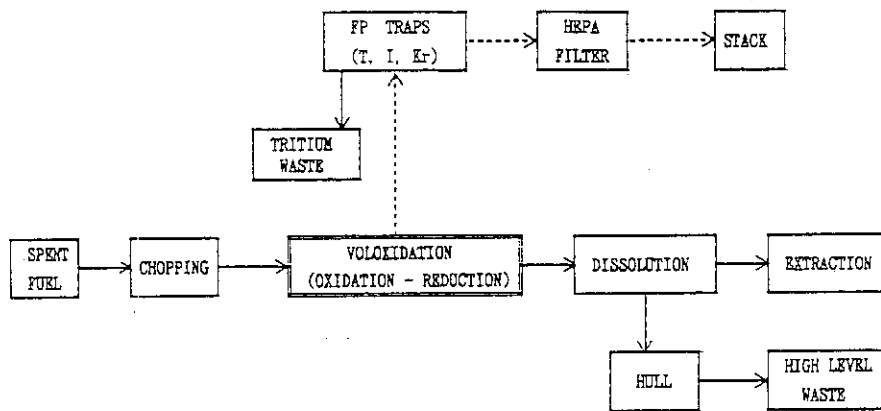 FP TRAPS
(T, I, Kr)
HEPA
FILTER
STACK
TRITIUM
WASTE
SPENT
FUEL
CHOPPING
VOLOXIDATION
(OXIDATION - REDUCTION)
DISSOLUTION
EXTRACTION
HULL
HIGH LEVEL
WASTE